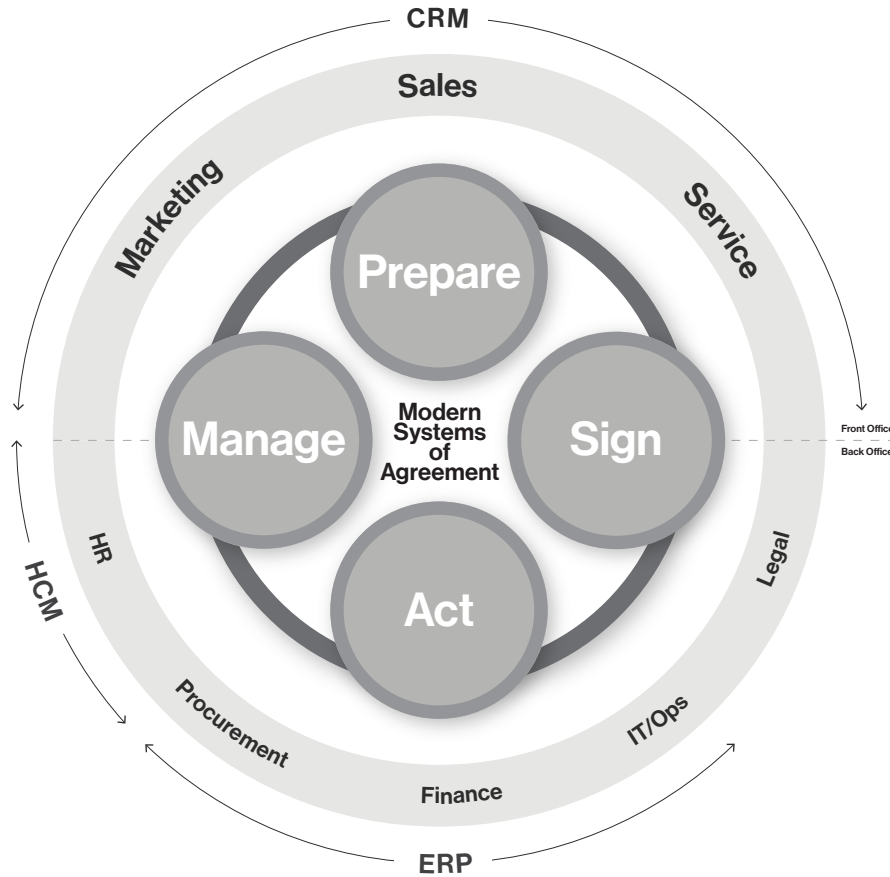 CRM
Sales
Marketing
Service
Prepare
Manage
Modern
Systems
of
Agreement
Sign
Front Office
Back Office
Act
HR
Legal
HCM
Procurement
IT/Ops
Finance
ERP